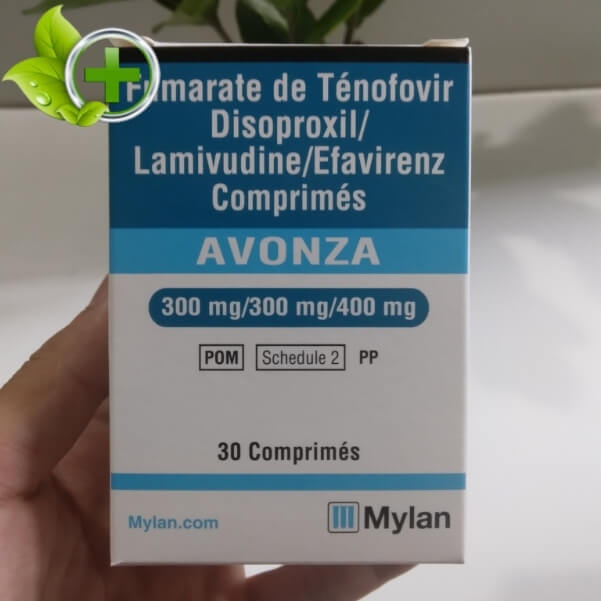 Fumarate de Ténofovir
Disoproxil/
Lamivudine/Efavirenz
Comprimés
AVONZA
300 mg/300 mg/400 mg
POM Schedule 2 PP
30 Comprimés
Mylan.com
Mylan